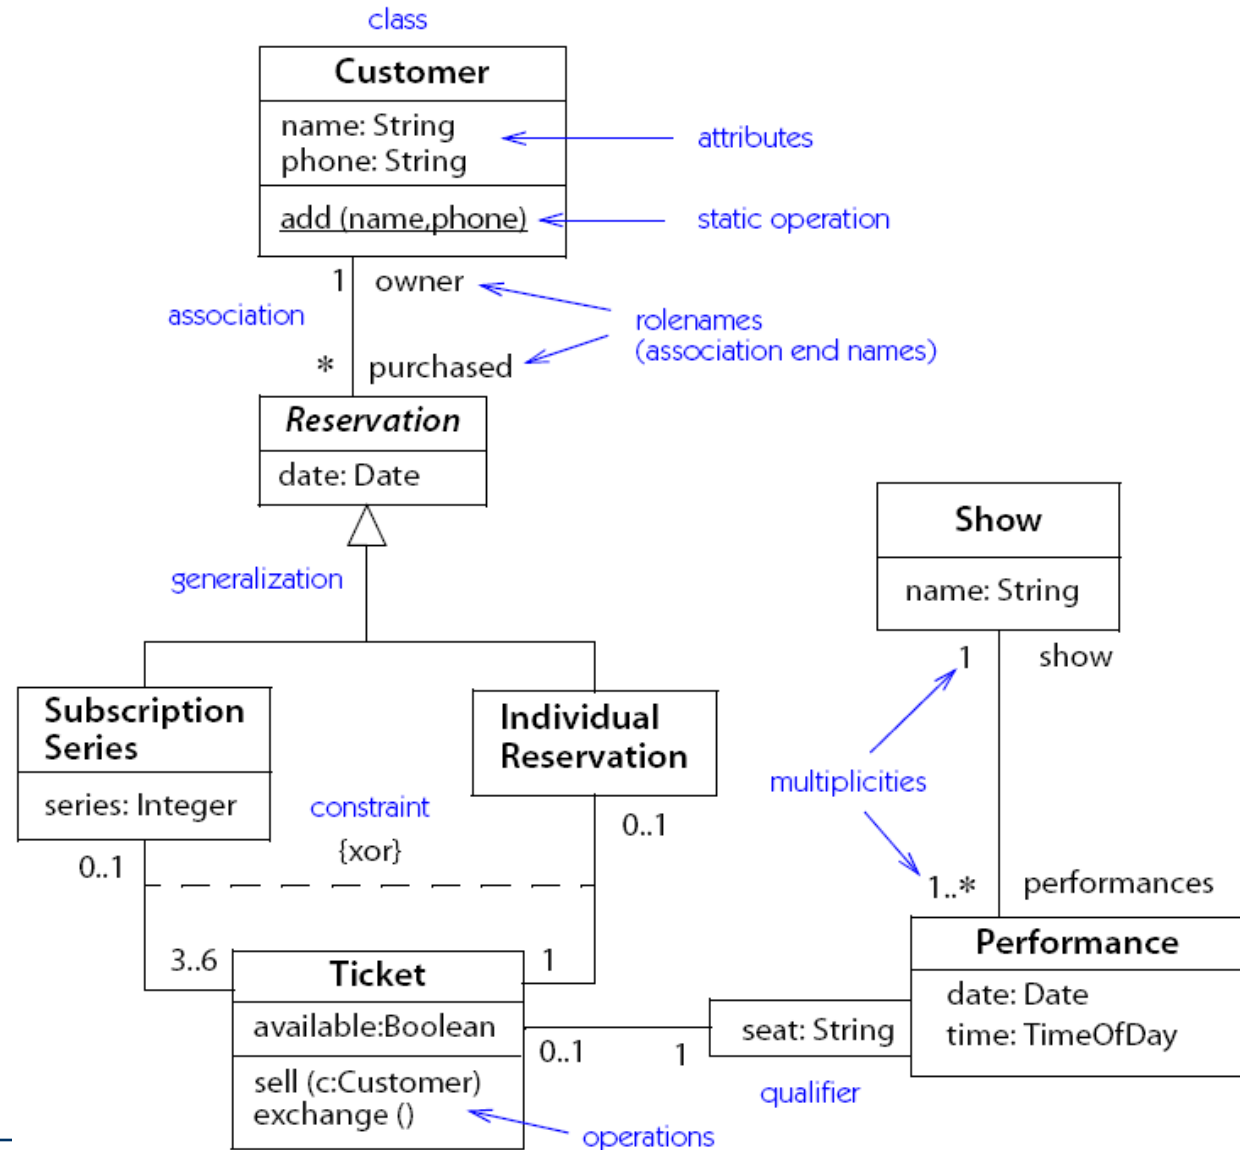 class
Customer
name: String
phone: String
attributes
add (name,phone)
static operation
1 owner
association
rolenames
(association end names)
* purchased
Reservation
date: Date
Show
name: String
generalization
1 show
Subscription
Series
series: Integer
Individual
Reservation
multiplicities
constraint
{xor}
0..1
0..1
1..* performances
Performance
date: Date
time: TimeOfDay
3..6
1
Ticket
available:Boolean
sell (c:Customer)
exchange ()
operations
0..1
1
seat: String
qualifier